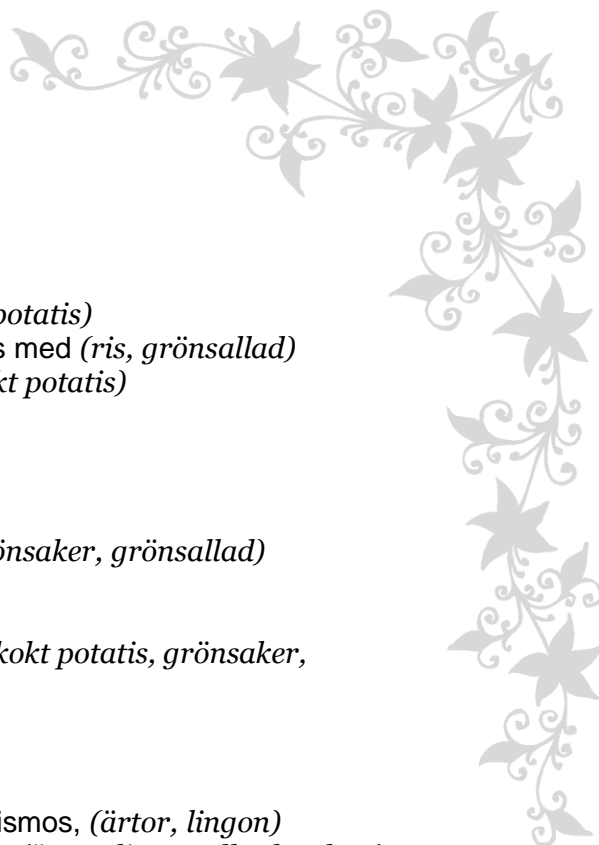 potatis)
s med (ris, grönsallad)
kt potatis)
önsaker, grönsallad)
kokt potatis, grönsaker,
ismos, (ärtor, lingon)